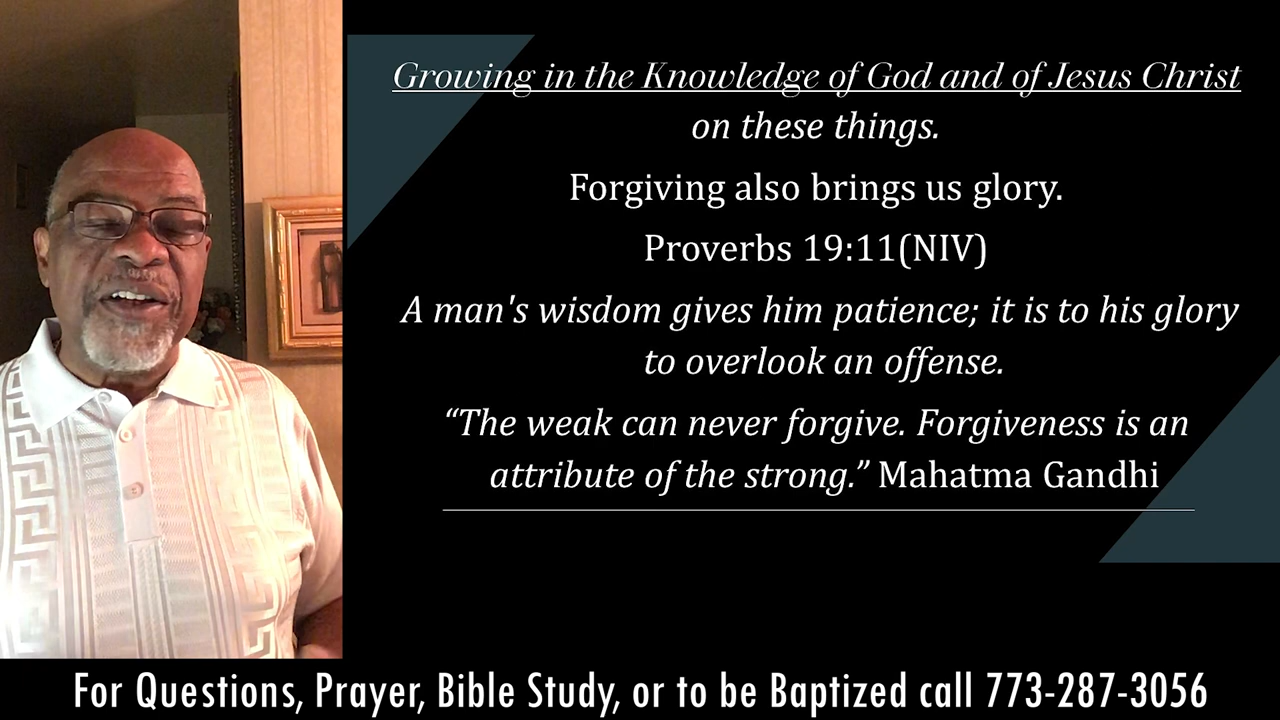 Growing in the Knowledge of God and of Jesus Christ
on these things.
Forgiving also brings us glory.
Proverbs 19:11(NIV)
A man's wisdom gives him patience; it is to his glory
to overlook an offense.
“The weak can never forgive. Forgiveness is an
attribute of the strong.” Mahatma Gandhi
For Questions, Prayer, Bible Study, or to be Baptized call 773-287-3056